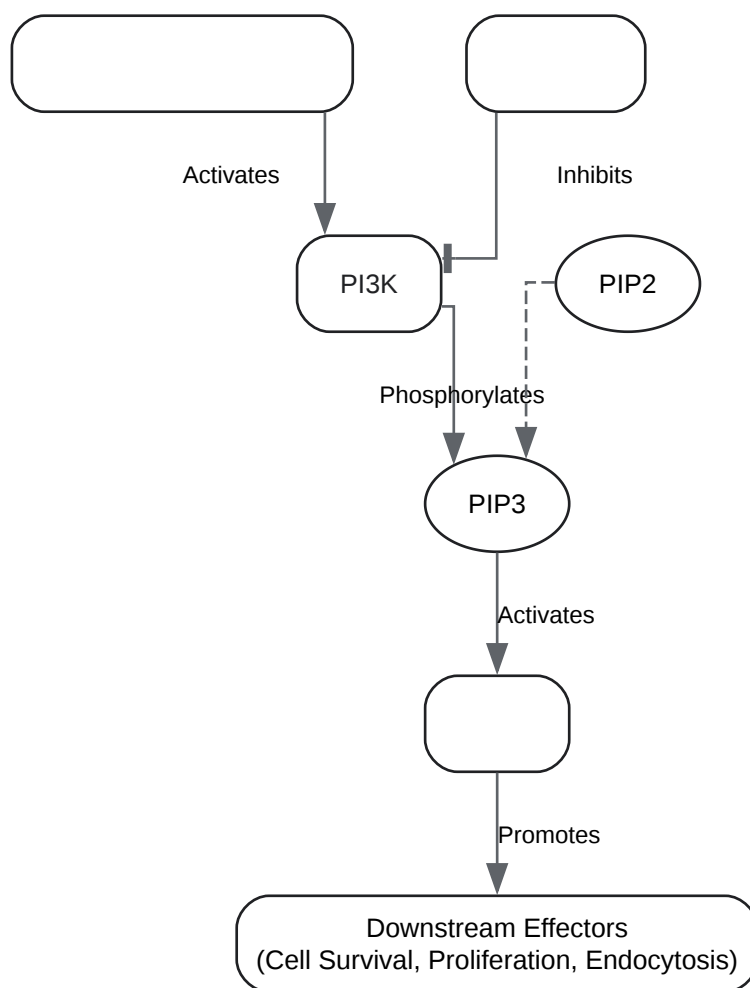 Activates
Inhibits
PI3K
PIP2
Phosphorylates
PIP3
Activates
Promotes
Downstream Effectors
(Cell Survival, Proliferation, Endocytosis)